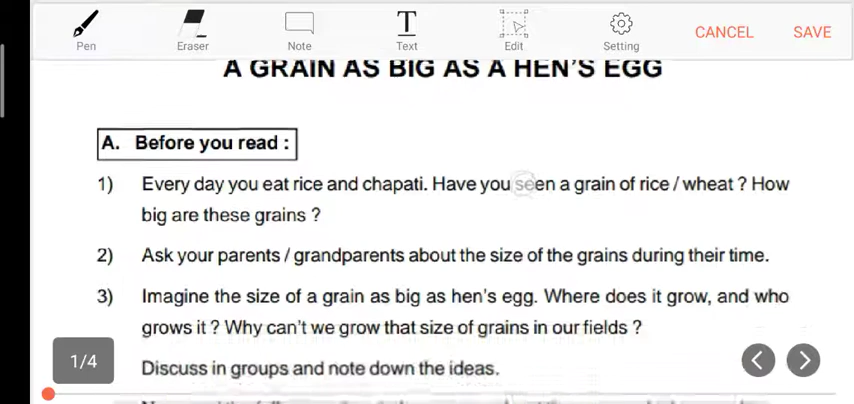 Pen
Eraser
Note
Text
Edit
Setting
CANCEL
SAVE
A GRAIN AS BIG AS A HEN'S EGG
A. Before you read :
1) Every day you eat rice and chapati. Have you seen a grain of rice / wheat ? How
big are these grains ?
2) Ask your parents / grandparents about the size of the grains during their time.
3) Imagine the size of a grain as big as hen's egg. Where does it grow, and who
grows it ? Why can't we grow that size of grains in our fields ?
1/4
Discuss in groups and note down the ideas.